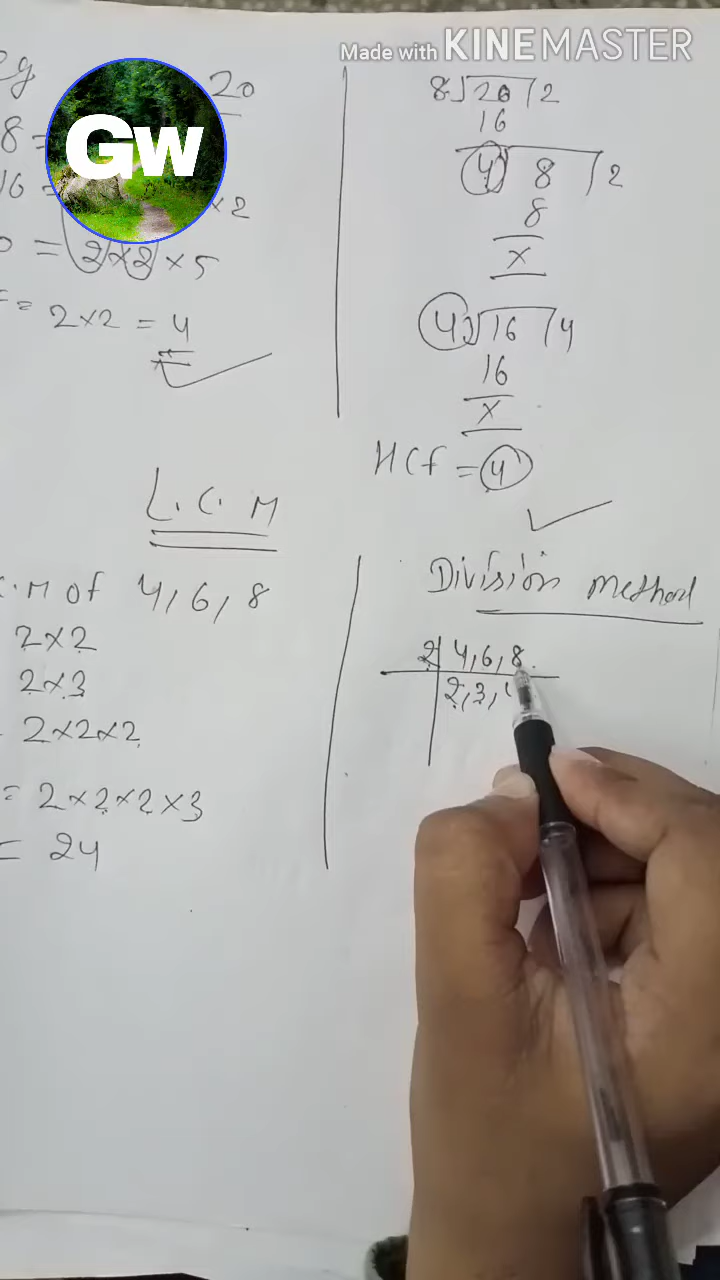 Made with KINEMASTER
GW
eg 20
8 =
16 = ×2
0 = 2×2×5
= 2×2 = 4
8 20 2
16
4 8 2
8
×
4 16 4
16
×
HCf = 4
L.C.M
C.M of 4, 6, 8
2×2
2×3
2×2×2
= 2×2×2×3
= 24
Division method
2 4, 6, 8
2, 3,